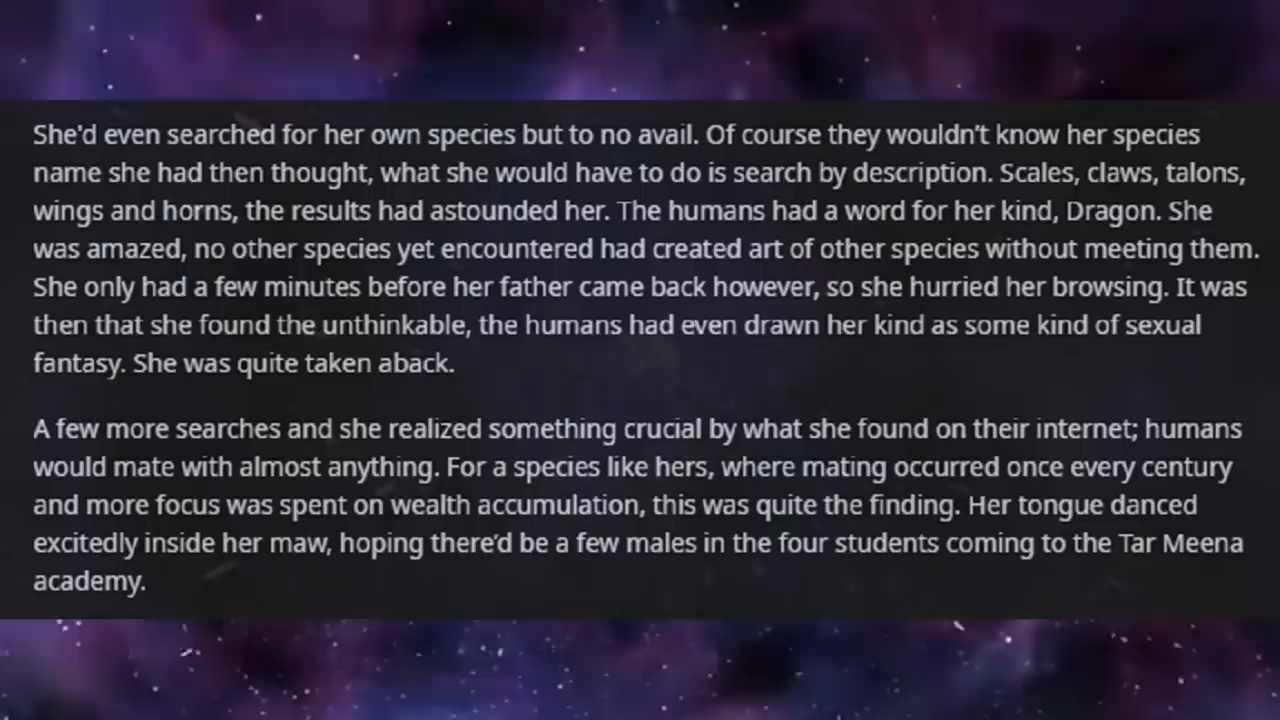 She'd even searched for her own species but to no avail. Of course they wouldn't know her species
name she had then thought, what she would have to do is search by description. Scales, claws, talons,
wings and horns, the results had astounded her. The humans had a word for her kind, Dragon. She
was amazed, no other species yet encountered had created art of other species without meeting them.
She only had a few minutes before her father came back however, so she hurried her browsing. It was
then that she found the unthinkable, the humans had even drawn her kind as some kind of sexual
fantasy. She was quite taken aback.
A few more searches and she realized something crucial by what she found on their internet; humans
would mate with almost anything. For a species like hers, where mating occurred once every century
and more focus was spent on wealth accumulation, this was quite the finding. Her tongue danced
excitedly inside her maw, hoping there'd be a few males in the four students coming to the Tar Meena
academy.